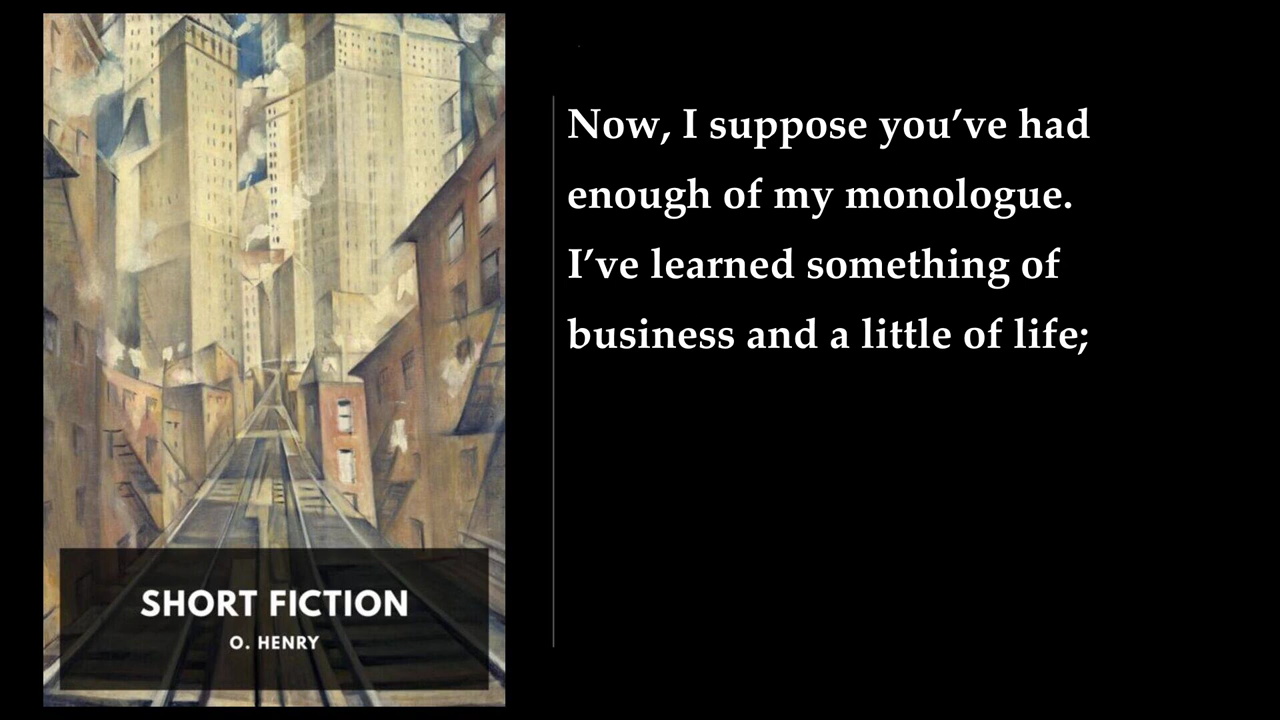 SHORT FICTION
O. HENRY
Now, I suppose you’ve had
enough of my monologue.
I’ve learned something of
business and a little of life;